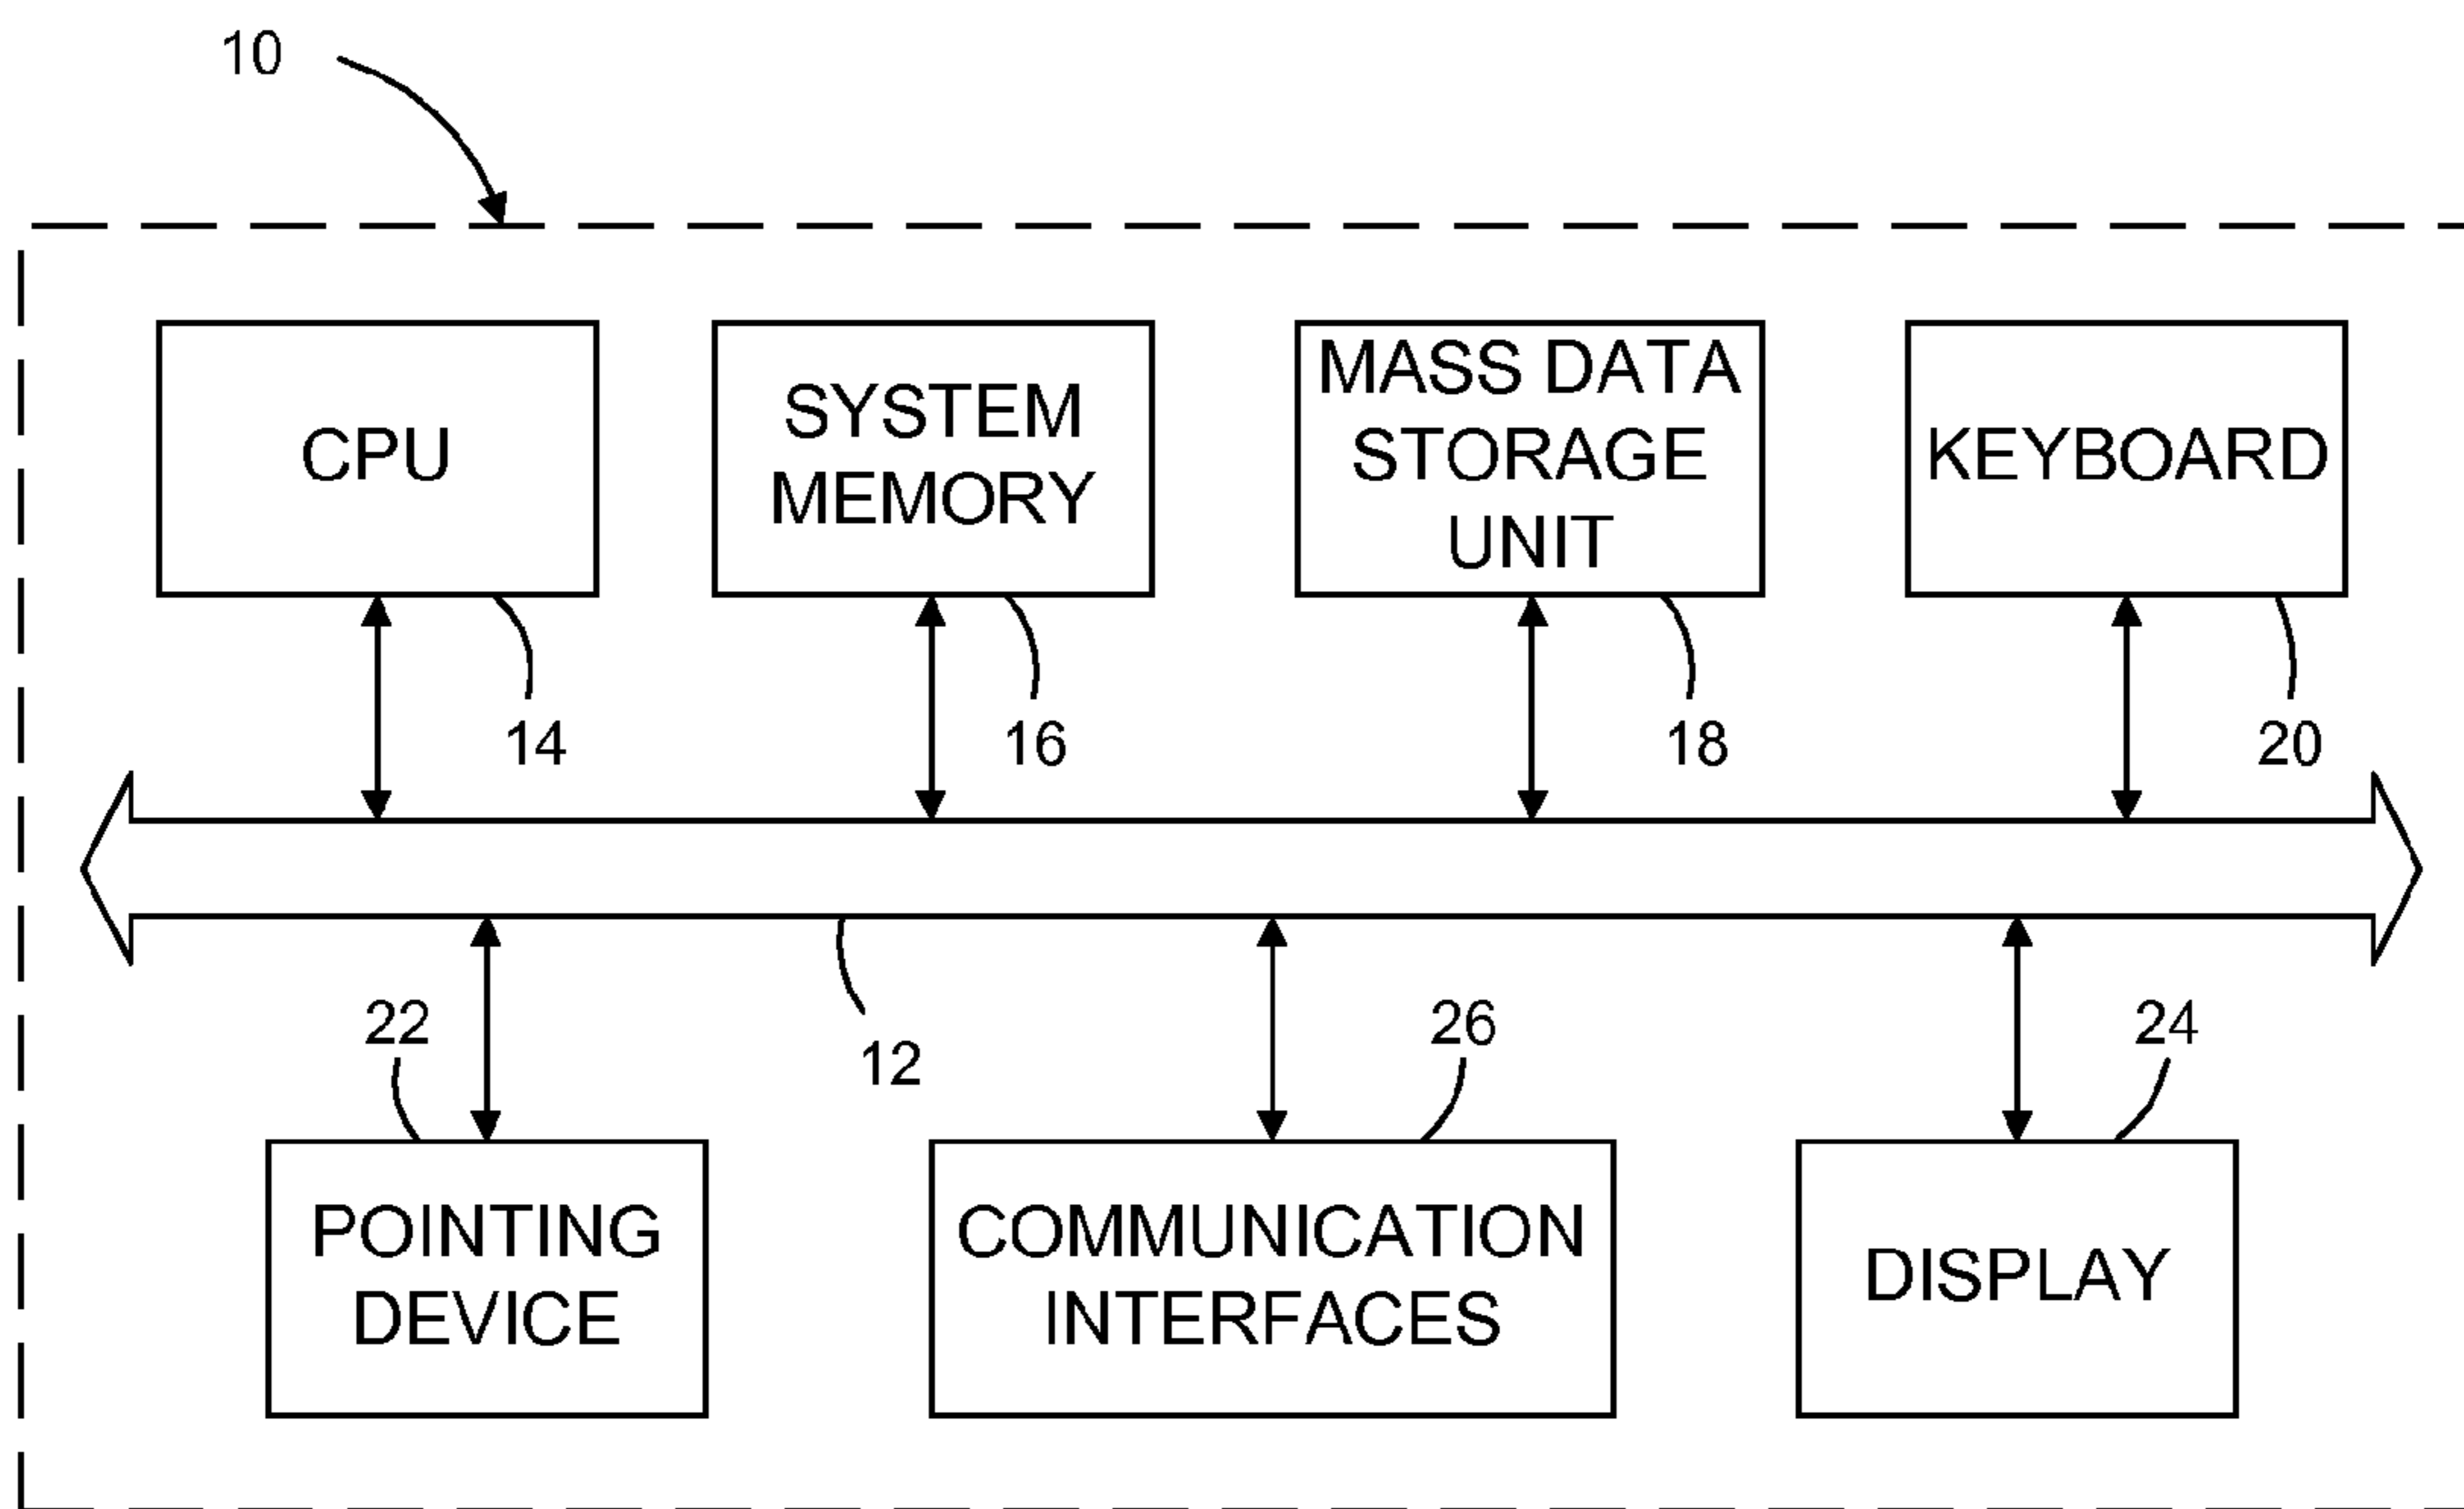 10
CPU
SYSTEM
MEMORY
MASS DATA
STORAGE
UNIT
KEYBOARD
14
16
18
20
22
12
26
24
POINTING
DEVICE
COMMUNICATION
INTERFACES
DISPLAY